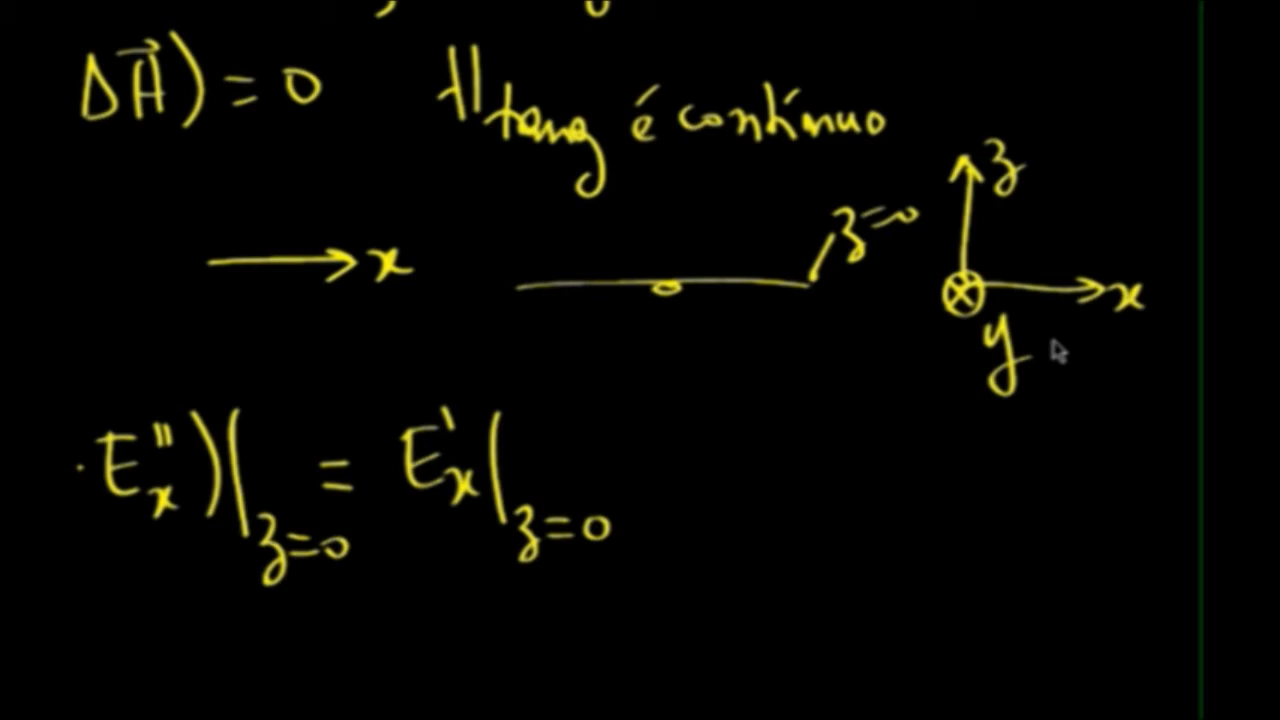 ΔH⃗) = 0 H tang é contínuo
z
z=0
x
x
y
E''x)|z=0 = E'x|z=0